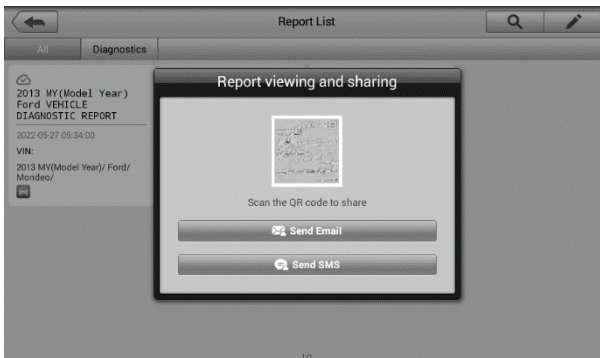 Report List
All
Diagnostics
2013 MY(Model Year)
Ford VEHICLE
DIAGNOSTIC REPORT
2022-05-27 05:34:00
VIN:
2013 MY(Model Year)/ Ford/
Mondeo/
Report viewing and sharing
Scan the QR code to share
Send Email
Send SMS
1/1